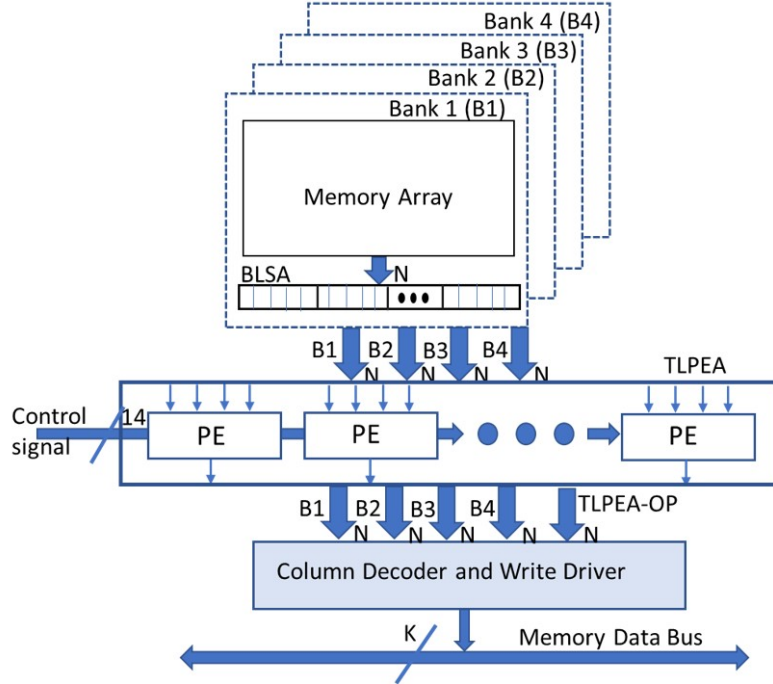 Bank 4 (B4)
Bank 3 (B3)
Bank 2 (B2)
Bank 1 (B1)
Memory Array
N
BLSA
B1 B2 B3 B4
N N N N
TLPEA
Control
signal
14
PE PE PE
B1 B2 B3 B4 TLPEA-OP
N N N N N
Column Decoder and Write Driver
K
Memory Data Bus